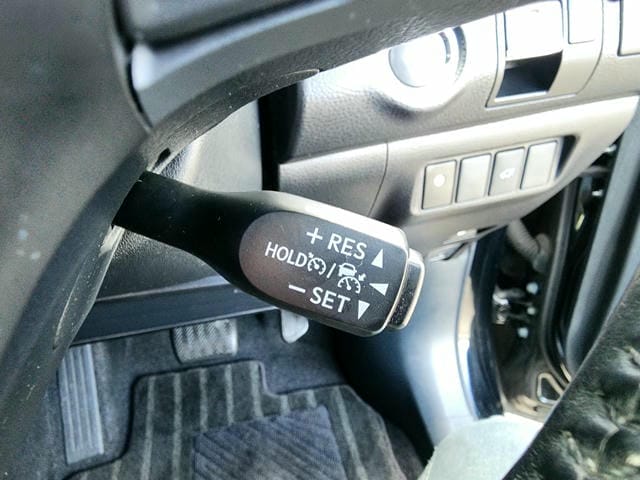 + RES
HOLD /
− SET